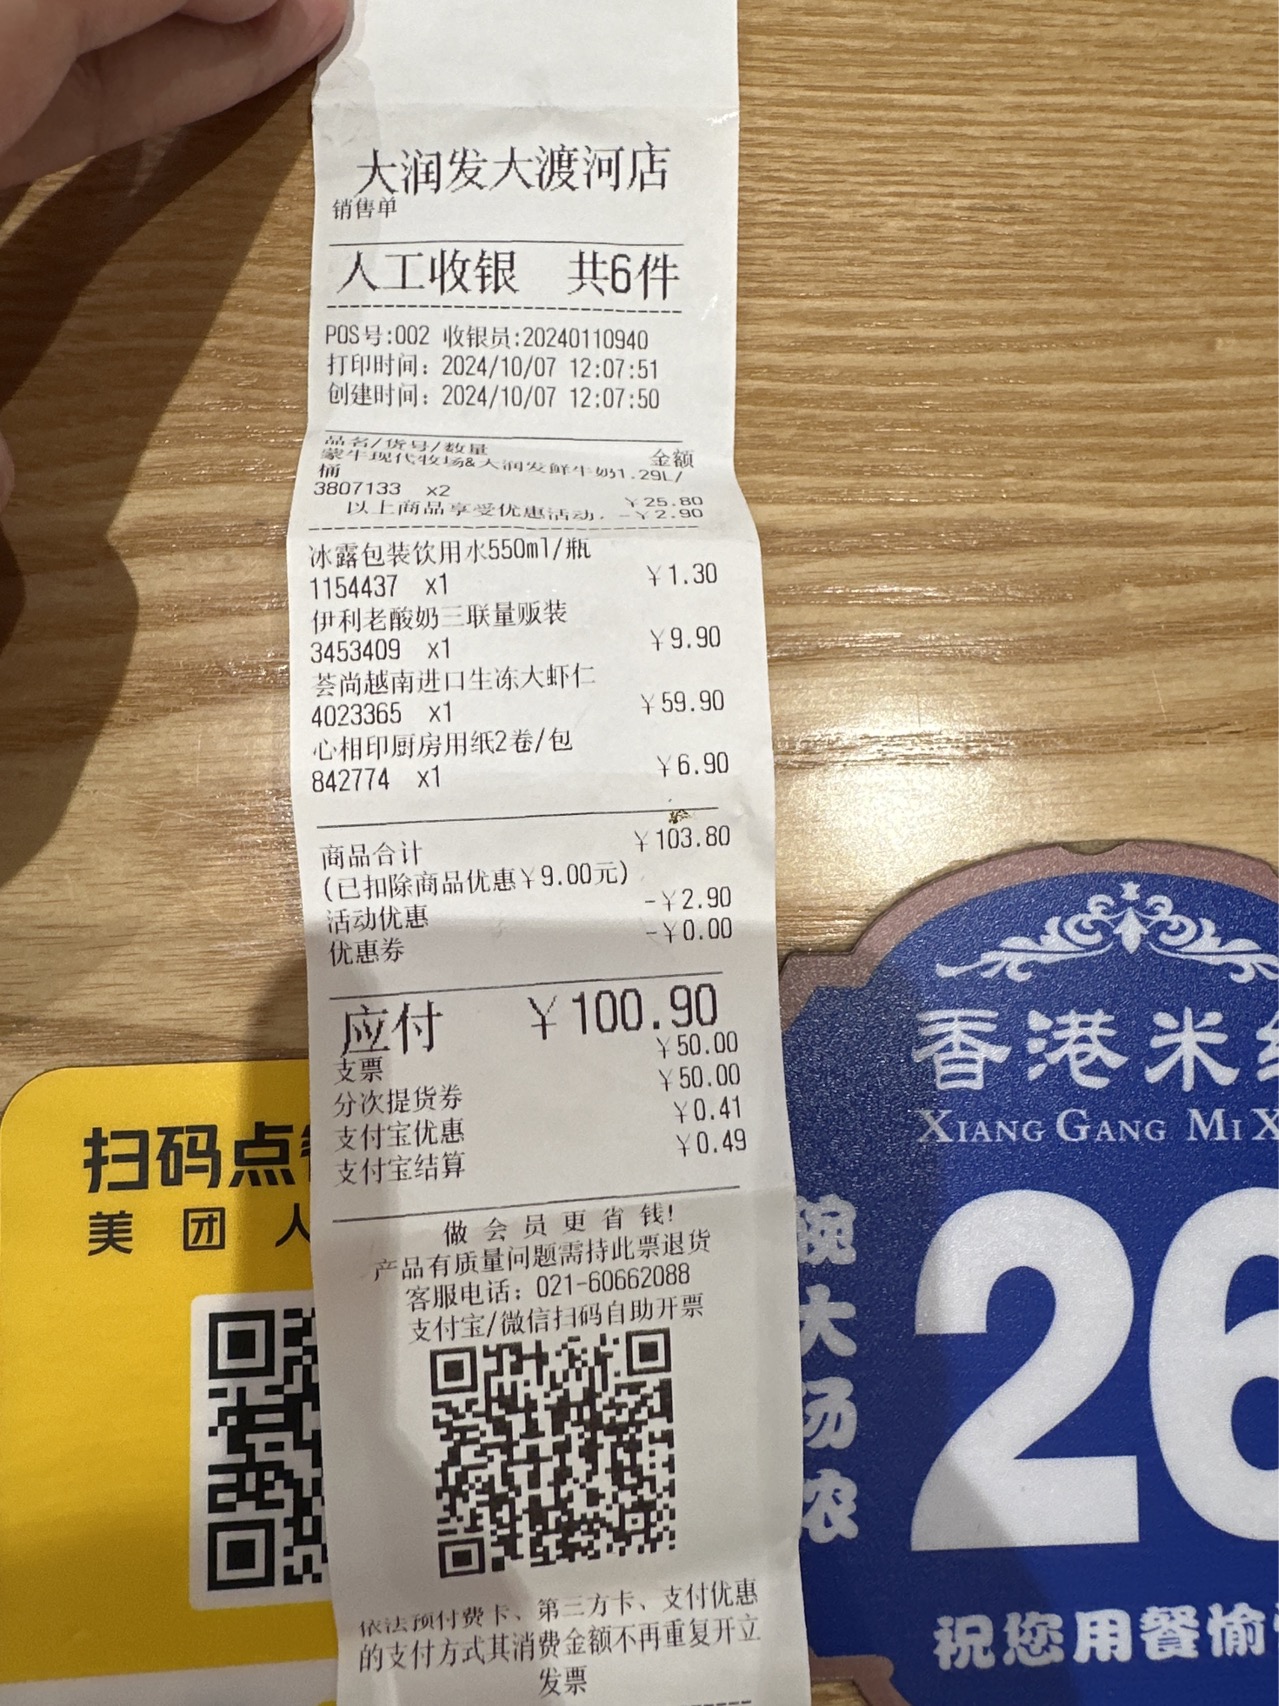 大润发大渡河店
销售单
人工收银 共6件
POS号:002 收银员:20240110940
打印时间: 2024/10/07 12:07:51
创建时间: 2024/10/07 12:07:50
品名/货号/数量 金额
蒙牛现代牧场&大润发鲜牛奶1.29L/
桶
3807133 x2 ￥25.80
以上商品享受优惠活动, -￥2.90
冰露包装饮用水550ml/瓶
1154437 x1 ￥1.30
伊利老酸奶三联量贩装
3453409 x1 ￥9.90
荟尚越南进口生冻大虾仁
4023365 x1 ￥59.90
心相印厨房用纸2卷/包
842774 x1 ￥6.90
商品合计 ￥103.80
(已扣除商品优惠￥9.00元)
活动优惠 -￥2.90
优惠券 -￥0.00
应付 ￥100.90
支票 ￥50.00
分次提货券 ￥50.00
支付宝优惠 ￥0.41
支付宝结算 ￥0.49
做会员更省钱!
产品有质量问题需持此票退货
客服电话: 021-60662088
支付宝/微信扫码自助开票
依法预付费卡、第三方卡、支付优惠
的支付方式其消费金额不再重复开立
发票
扫码点
美团
香港米
XIANG GANG MI X
碗大汤浓
26
祝您用餐愉